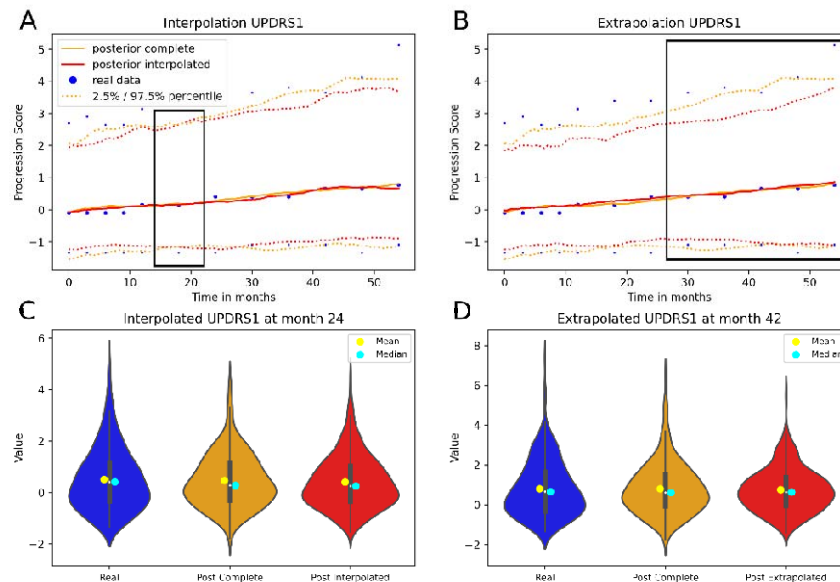 A
Interpolation UPDRS1
posterior complete
posterior interpolated
real data
2.5% / 97.5% percentile
Progression Score
5
4
3
2
1
0
−1
0 10 20 30 40 50
Time in months
B
Extrapolation UPDRS1
Progression Score
5
4
3
2
1
0
−1
0 10 20 30 40 50
Time in months
C
Interpolated UPDRS1 at month 24
Mean
Median
Value
6
4
2
0
−2
Real Post Complete Post Interpolated
D
Extrapolated UPDRS1 at month 42
Mean
Median
Value
8
6
4
2
0
−2
Real Post Complete Post Extrapolated